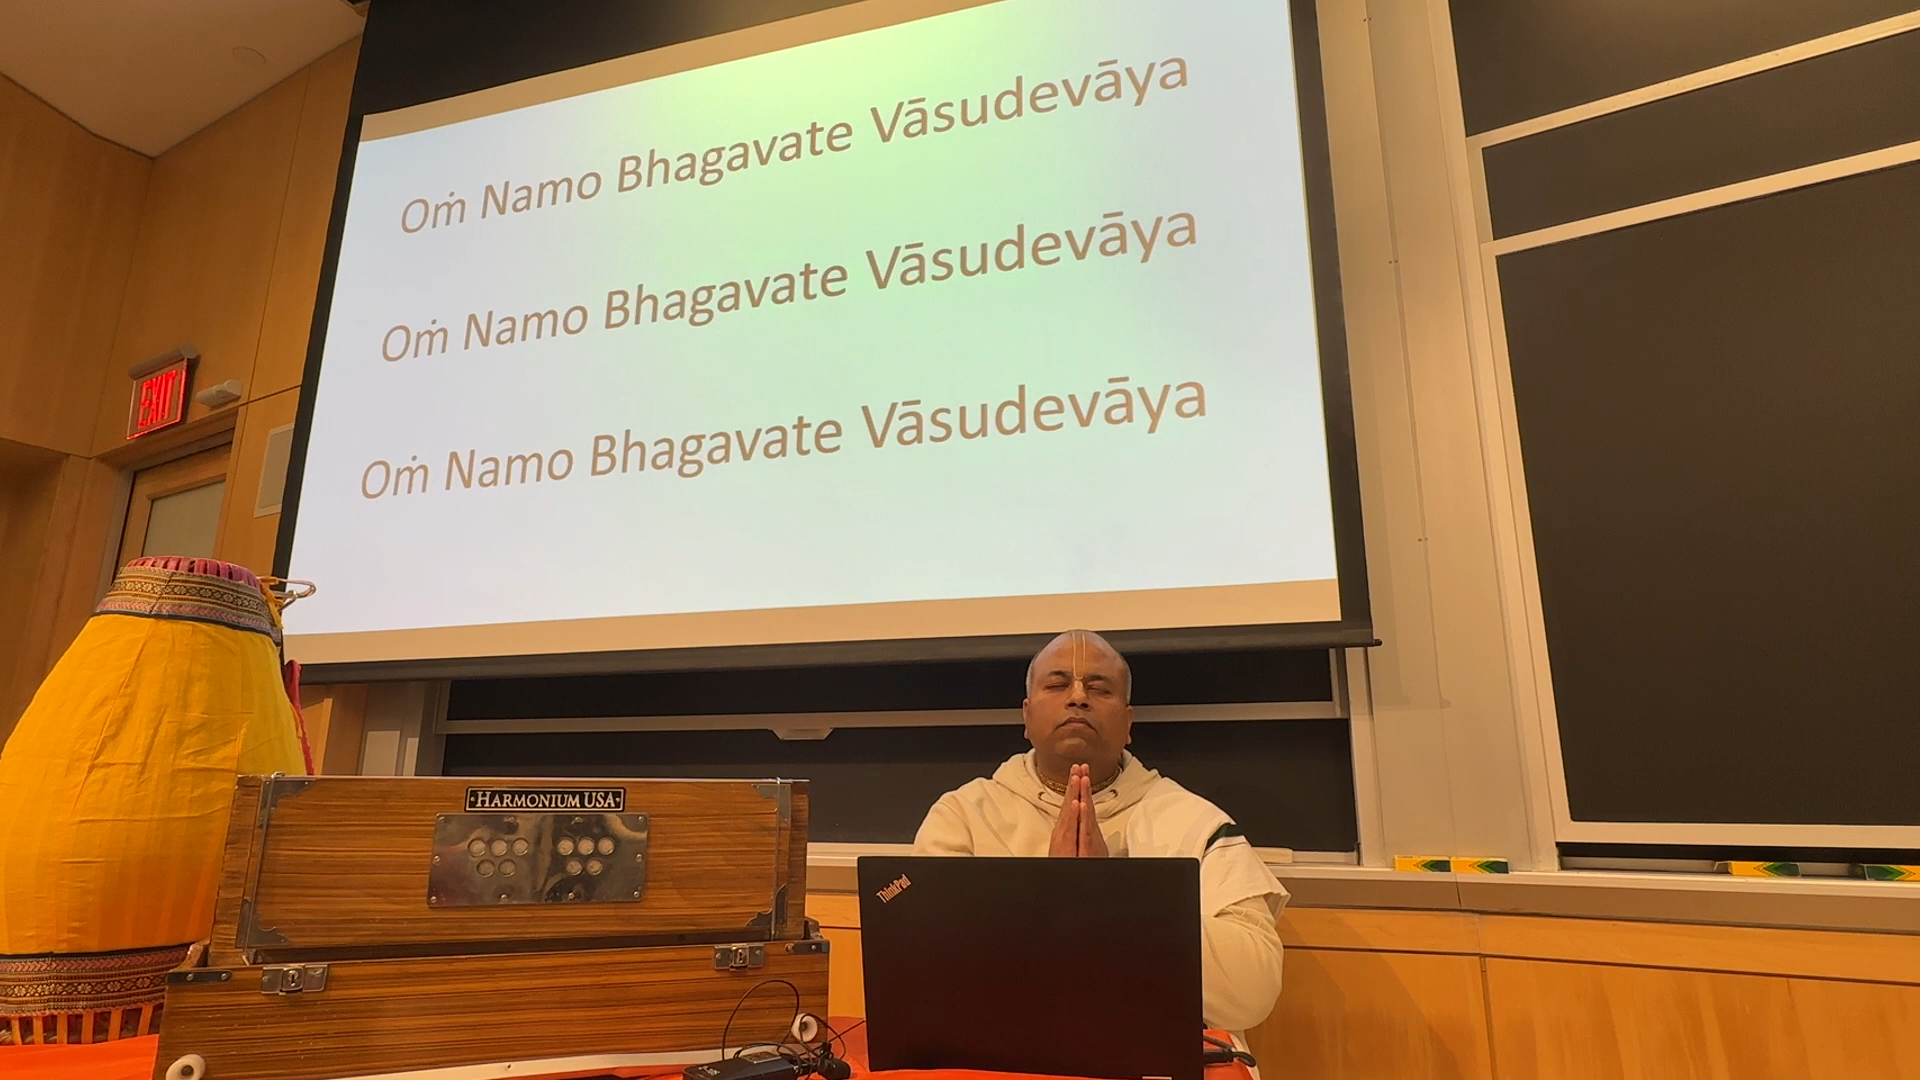 Oṁ Namo Bhagavate Vāsudevāya
Oṁ Namo Bhagavate Vāsudevāya
Oṁ Namo Bhagavate Vāsudevāya
EXIT
HARMONIUM USA
ThinkPad